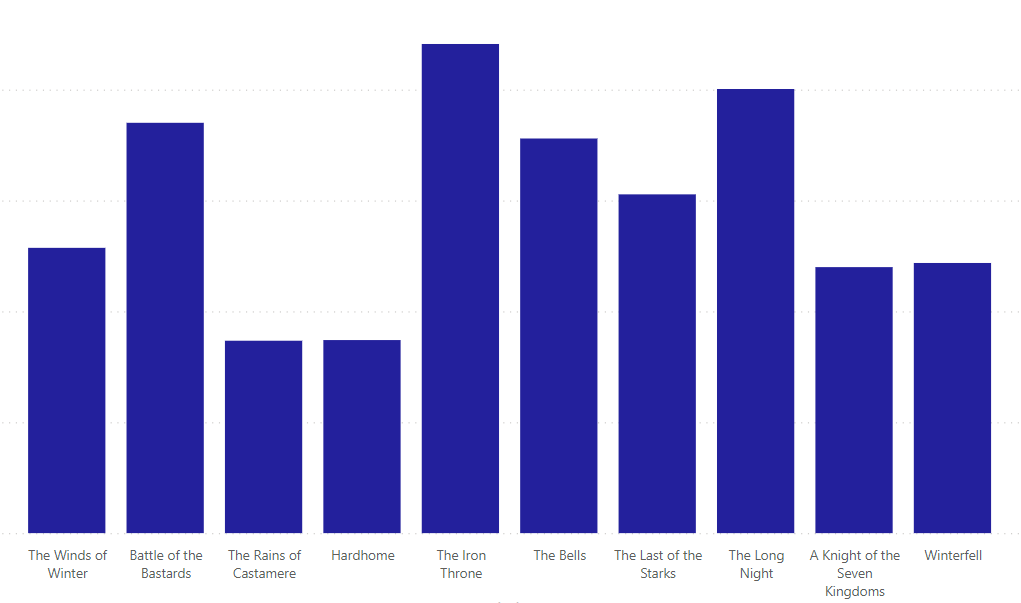 The Winds of
Winter
Battle of the
Bastards
The Rains of
Castamere
Hardhome
The Iron
Throne
The Bells
The Last of the
Starks
The Long
Night
A Knight of the
Seven
Kingdoms
Winterfell